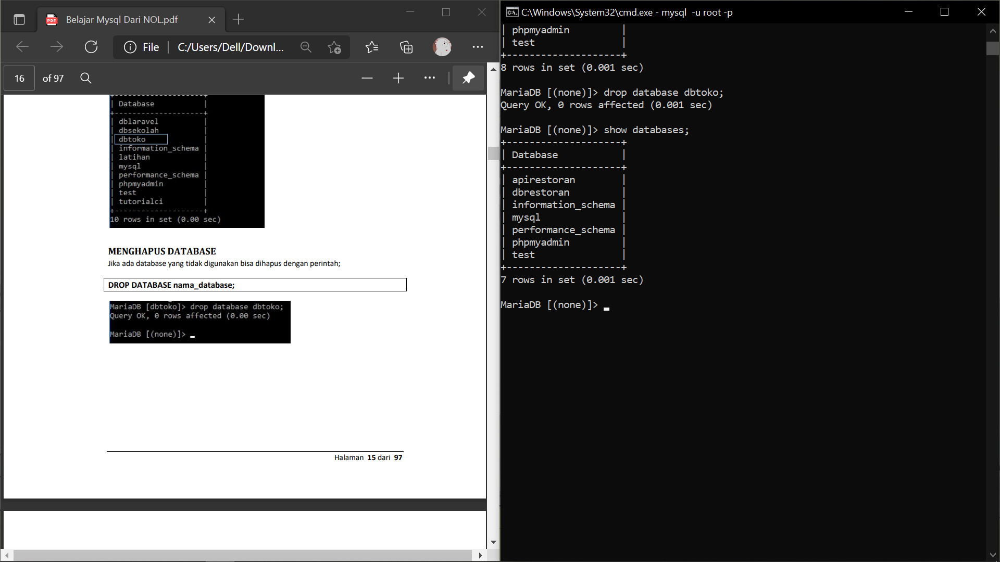 Belajar Mysql Dari NOL.pdf
File C:/Users/Dell/Downl...
16 of 97
+--------------------+
| Database           |
+--------------------+
| dblaravel          |
| dbsekolah          |
| dbtoko             |
| information_schema |
| latihan            |
| mysql              |
| performance_schema |
| phpmyadmin         |
| test               |
| tutorialci         |
+--------------------+
10 rows in set (0.00 sec)
MENGHAPUS DATABASE
Jika ada database yang tidak digunakan bisa dihapus dengan perintah;
DROP DATABASE nama_database;
MariaDB [dbtoko]> drop database dbtoko;
Query OK, 0 rows affected (0.00 sec)
MariaDB [(none)]>
Halaman 15 dari 97
C:\Windows\System32\cmd.exe - mysql  -u root -p
| phpmyadmin         |
| test               |
+--------------------+
8 rows in set (0.001 sec)
MariaDB [(none)]> drop database dbtoko;
Query OK, 0 rows affected (0.001 sec)
MariaDB [(none)]> show databases;
+--------------------+
| Database           |
+--------------------+
| apirestoran        |
| dbrestoran         |
| information_schema |
| mysql              |
| performance_schema |
| phpmyadmin         |
| test               |
+--------------------+
7 rows in set (0.001 sec)
MariaDB [(none)]>